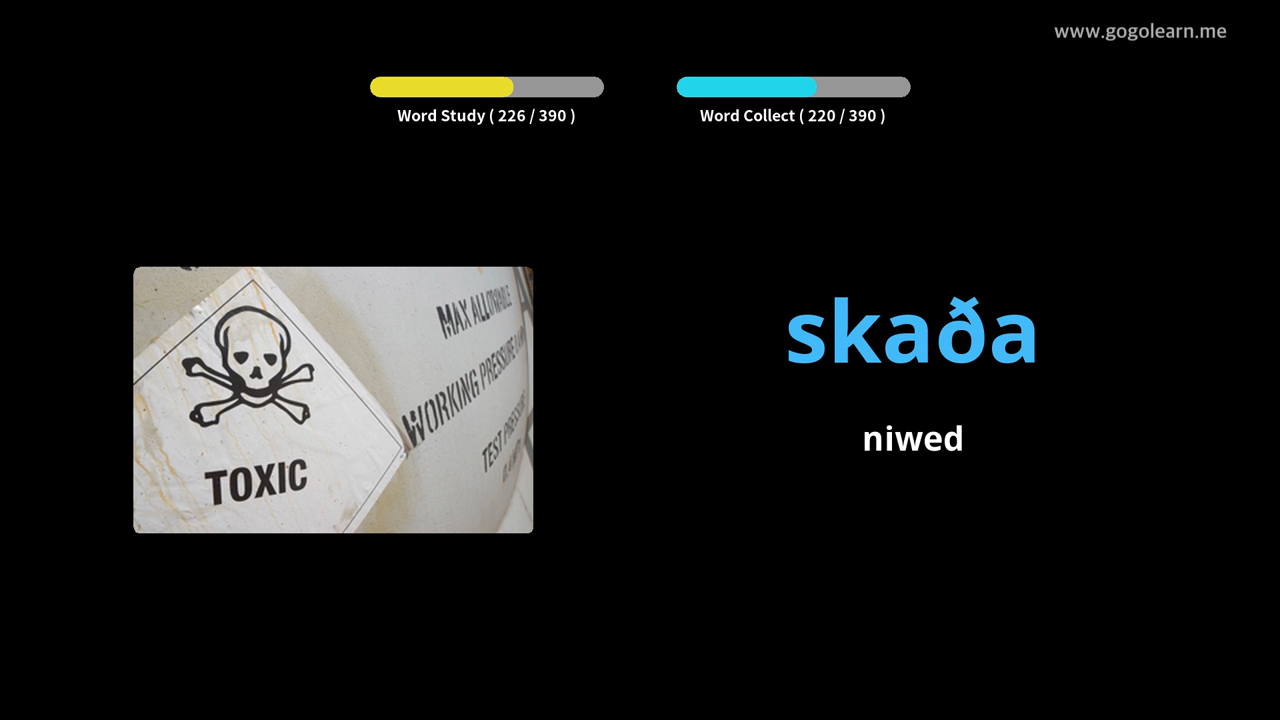 www.gogolearn.me
Word Study ( 226 / 390 )
Word Collect ( 220 / 390 )
skaða
niwed
TOXIC
MAX ALLOWABLE
WORKING PRESSURE
TEST PRESSURE